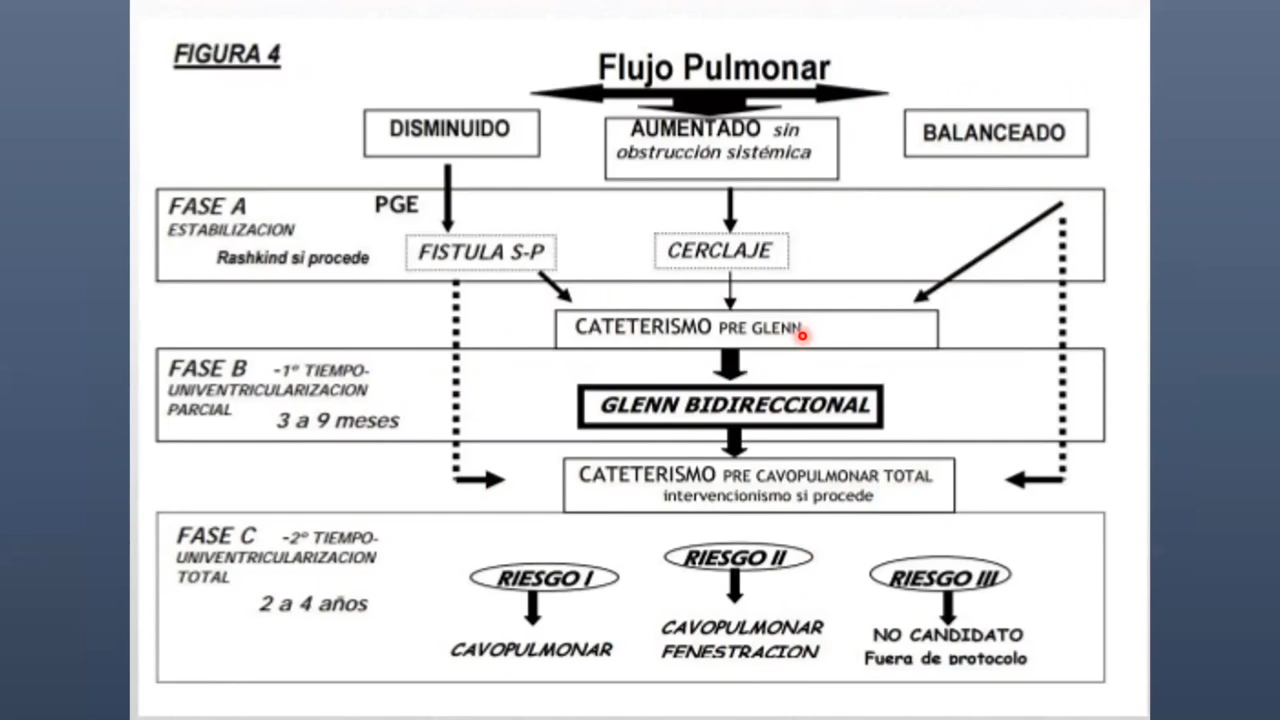 FIGURA 4
Flujo Pulmonar
DISMINUIDO
AUMENTADO sin
obstrucción sistémica
BALANCEADO
FASE A
ESTABILIZACION
Rashkind si procede
PGE
FISTULA S-P
CERCLAJE
CATETERISMO PRE GLENN
FASE B -1º TIEMPO-
UNIVENTRICULARIZACION
PARCIAL
3 a 9 meses
GLENN BIDIRECCIONAL
CATETERISMO PRE CAVOPULMONAR TOTAL
intervencionismo si procede
FASE C -2º TIEMPO-
UNIVENTRICULARIZACION
TOTAL
2 a 4 años
RIESGO I
CAVOPULMONAR
RIESGO II
CAVOPULMONAR
FENESTRACION
RIESGO III
NO CANDIDATO
Fuera de protocolo